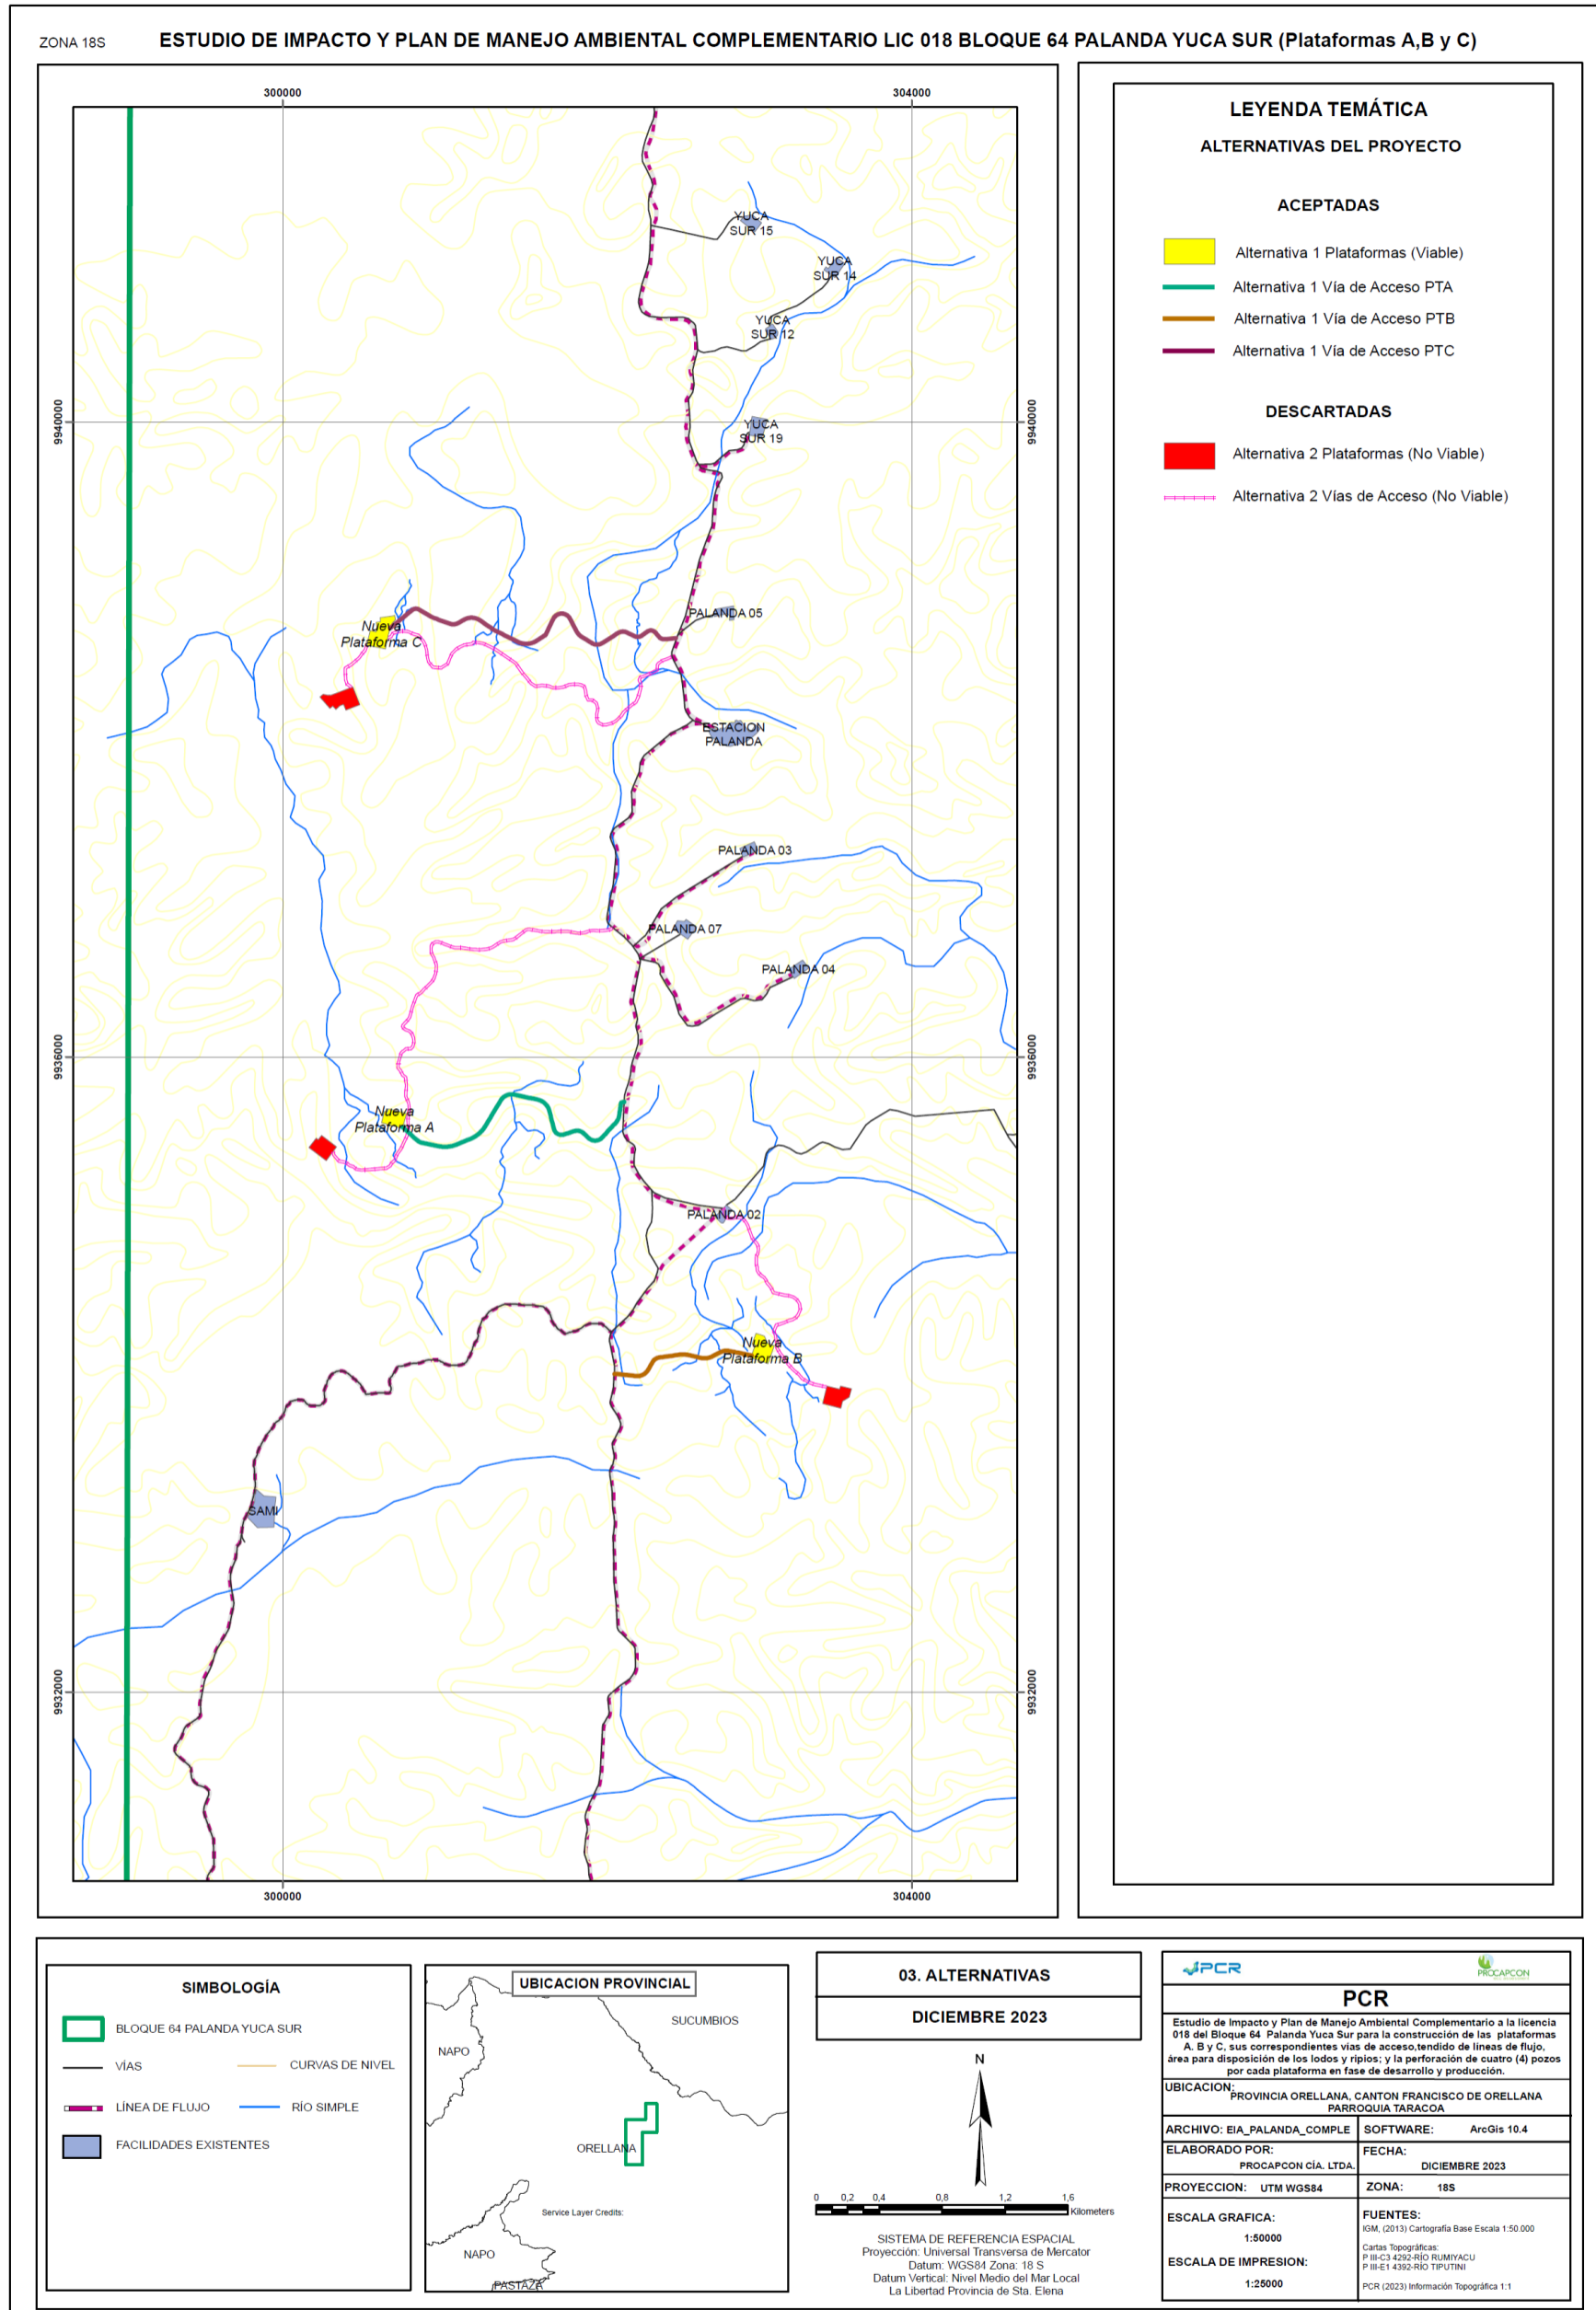 ZONA 18S
ESTUDIO DE IMPACTO Y PLAN DE MANEJO AMBIENTAL COMPLEMENTARIO LIC 018 BLOQUE 64 PALANDA YUCA SUR (Plataformas A,B y C)
300000
304000
9940000
9940000
9936000
9936000
9932000
9932000
300000
304000
YUCA
SUR 15
YUCA
SUR 14
YUCA
SUR 12
YUCA
SUR 19
PALANDA 05
Nueva
Plataforma C
ESTACION
PALANDA
PALANDA 03
PALANDA 07
PALANDA 04
Nueva
Plataforma A
PALANDA 02
Nueva
Plataforma B
SAMI
LEYENDA TEMÁTICA
ALTERNATIVAS DEL PROYECTO
ACEPTADAS
Alternativa 1 Plataformas (Viable)
Alternativa 1 Vía de Acceso PTA
Alternativa 1 Vía de Acceso PTB
Alternativa 1 Vía de Acceso PTC
DESCARTADAS
Alternativa 2 Plataformas (No Viable)
Alternativa 2 Vías de Acceso (No Viable)
SIMBOLOGÍA
BLOQUE 64 PALANDA YUCA SUR
VÍAS
CURVAS DE NIVEL
LÍNEA DE FLUJO
RÍO SIMPLE
FACILIDADES EXISTENTES
UBICACION PROVINCIAL
SUCUMBIOS
NAPO
ORELLANA
Service Layer Credits:
NAPO
PASTAZA
03. ALTERNATIVAS
DICIEMBRE 2023
N
0 0,2 0,4 0,8 1,2 1,6
Kilometers
SISTEMA DE REFERENCIA ESPACIAL
Proyección: Universal Transversa de Mercator
Datum: WGS84 Zona: 18 S
Datum Vertical: Nivel Medio del Mar Local
La Libertad Provincia de Sta. Elena
PCR
PROCAPCON
PCR
Estudio de Impacto y Plan de Manejo Ambiental Complementario a la licencia
018 del Bloque 64 Palanda Yuca Sur para la construcción de las plataformas
A. B y C, sus correspondientes vias de acceso,tendido de líneas de flujo,
área para disposición de los lodos y ripios; y la perforación de cuatro (4) pozos
por cada plataforma en fase de desarrollo y producción.
UBICACION:
PROVINCIA ORELLANA, CANTON FRANCISCO DE ORELLANA
PARROQUIA TARACOA
ARCHIVO: EIA_PALANDA_COMPLE
SOFTWARE: ArcGis 10.4
ELABORADO POR:
PROCAPCON CÍA. LTDA.
FECHA:
DICIEMBRE 2023
PROYECCION: UTM WGS84
ZONA: 18S
ESCALA GRAFICA:
1:50000
ESCALA DE IMPRESION:
1:25000
FUENTES:
IGM, (2013) Cartografía Base Escala 1:50.000
Cartas Topográficas:
P III-C3 4292-RÍO RUMIYACU
P III-E1 4392-RÍO TIPUTINI
PCR (2023) Información Topográfica 1:1